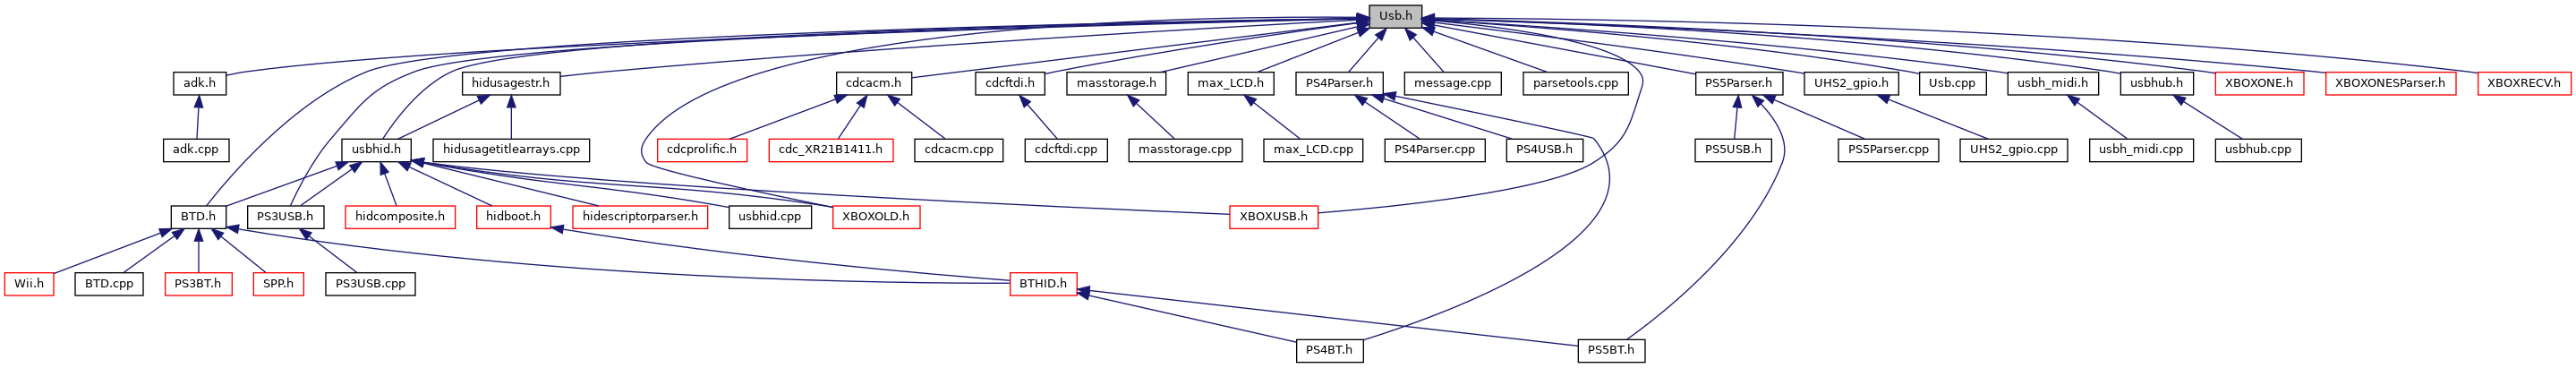 Usb.h
adk.h
hidusagestr.h
cdcacm.h
cdcftdi.h
masstorage.h
max_LCD.h
PS4Parser.h
message.cpp
parsetools.cpp
PS5Parser.h
UHS2_gpio.h
Usb.cpp
usbh_midi.h
usbhub.h
XBOXONE.h
XBOXONESParser.h
XBOXRECV.h
adk.cpp
usbhid.h
hidusagetitlearrays.cpp
cdcprolific.h
cdc_XR21B1411.h
cdcacm.cpp
cdcftdi.cpp
masstorage.cpp
max_LCD.cpp
PS4Parser.cpp
PS4USB.h
PS5USB.h
PS5Parser.cpp
UHS2_gpio.cpp
usbh_midi.cpp
usbhub.cpp
BTD.h
PS3USB.h
hidcomposite.h
hidboot.h
hidescriptorparser.h
usbhid.cpp
XBOXOLD.h
XBOXUSB.h
Wii.h
BTD.cpp
PS3BT.h
SPP.h
PS3USB.cpp
BTHID.h
PS4BT.h
PS5BT.h